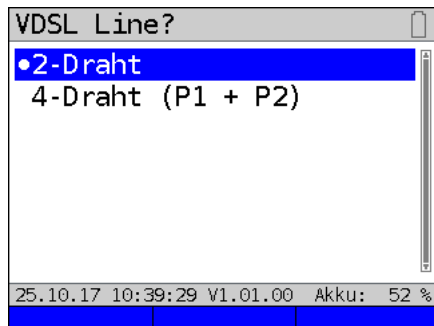 VDSL Line?
•2-Draht
4-Draht (P1 + P2)
25.10.17 10:39:29 V1.01.00 Akku: 52 %